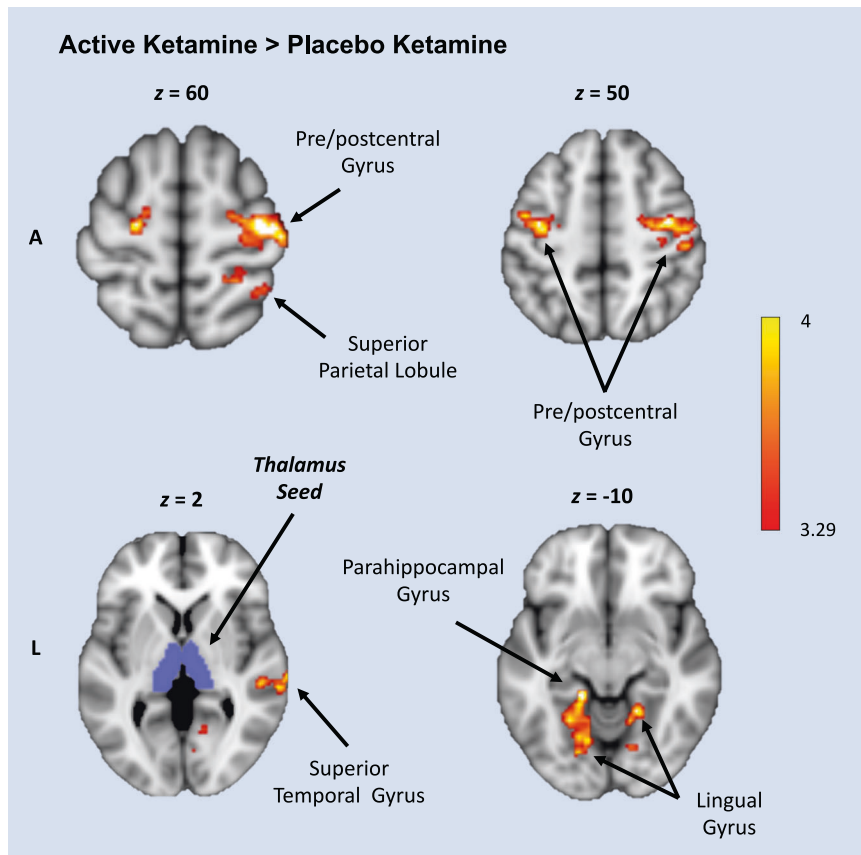 Active Ketamine > Placebo Ketamine
z = 60
z = 50
Pre/postcentral
Gyrus
A
Superior
Parietal Lobule
Pre/postcentral
Gyrus
4
3.29
Thalamus
Seed
z = 2
z = -10
Parahippocampal
Gyrus
L
Superior
Temporal Gyrus
Lingual
Gyrus